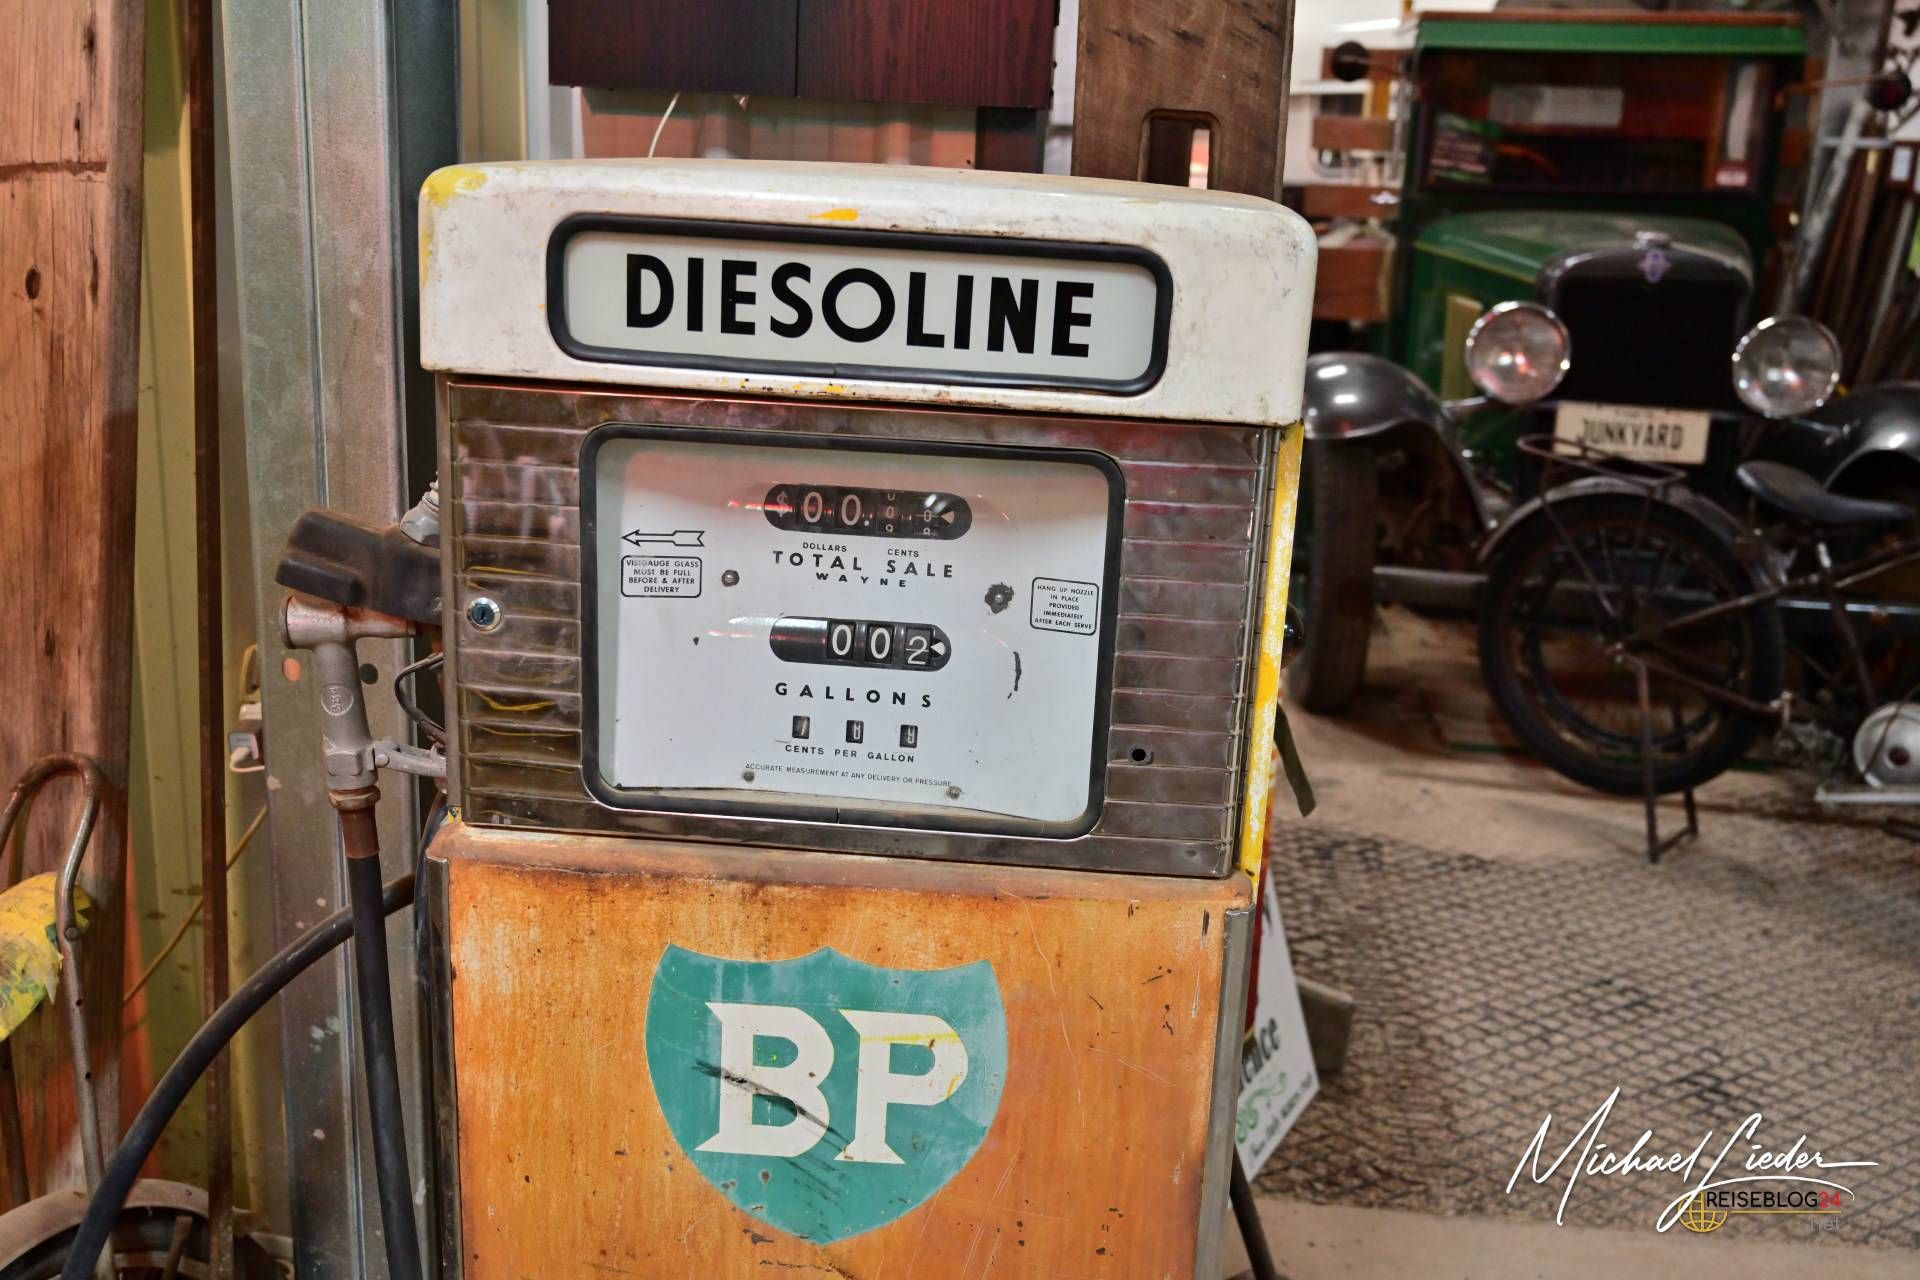 DIESOLINE
$00.
DOLLARS CENTS
TOTAL SALE
WAYNE
VISIGAUGE GLASS
MUST BE FULL
BEFORE & AFTER
DELIVERY
HANG UP NOZZLE
IN PLACE
PROVIDED
IMMEDIATELY
AFTER EACH SERVE
002
GALLONS
CENTS PER GALLON
ACCURATE MEASUREMENT AT ANY DELIVERY OR PRESSURE
BP
JUNKYARD
Michael Lieder
REISEBLOG24
.net